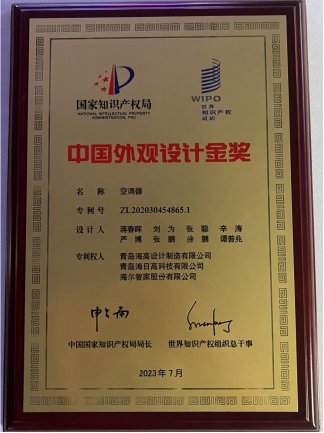 国家知识产权局
NATIONAL INTELLECTUAL PROPERTY
ADMINISTRATION, PRC
WIPO
世界
知识产权
组织
中国外观设计金奖
名 称 空调器
专 利 号 ZL202030454865.1
设 计 人 蒋春晖 刘 为 张 聪 辛 涛
严 博 张 鹏 涂 鹏 谭善兆
专利权人 青岛海高设计制造有限公司
青岛海日高科技有限公司
海尔智家股份有限公司
中国国家知识产权局局长 世界知识产权组织总干事
2023 年 7 月